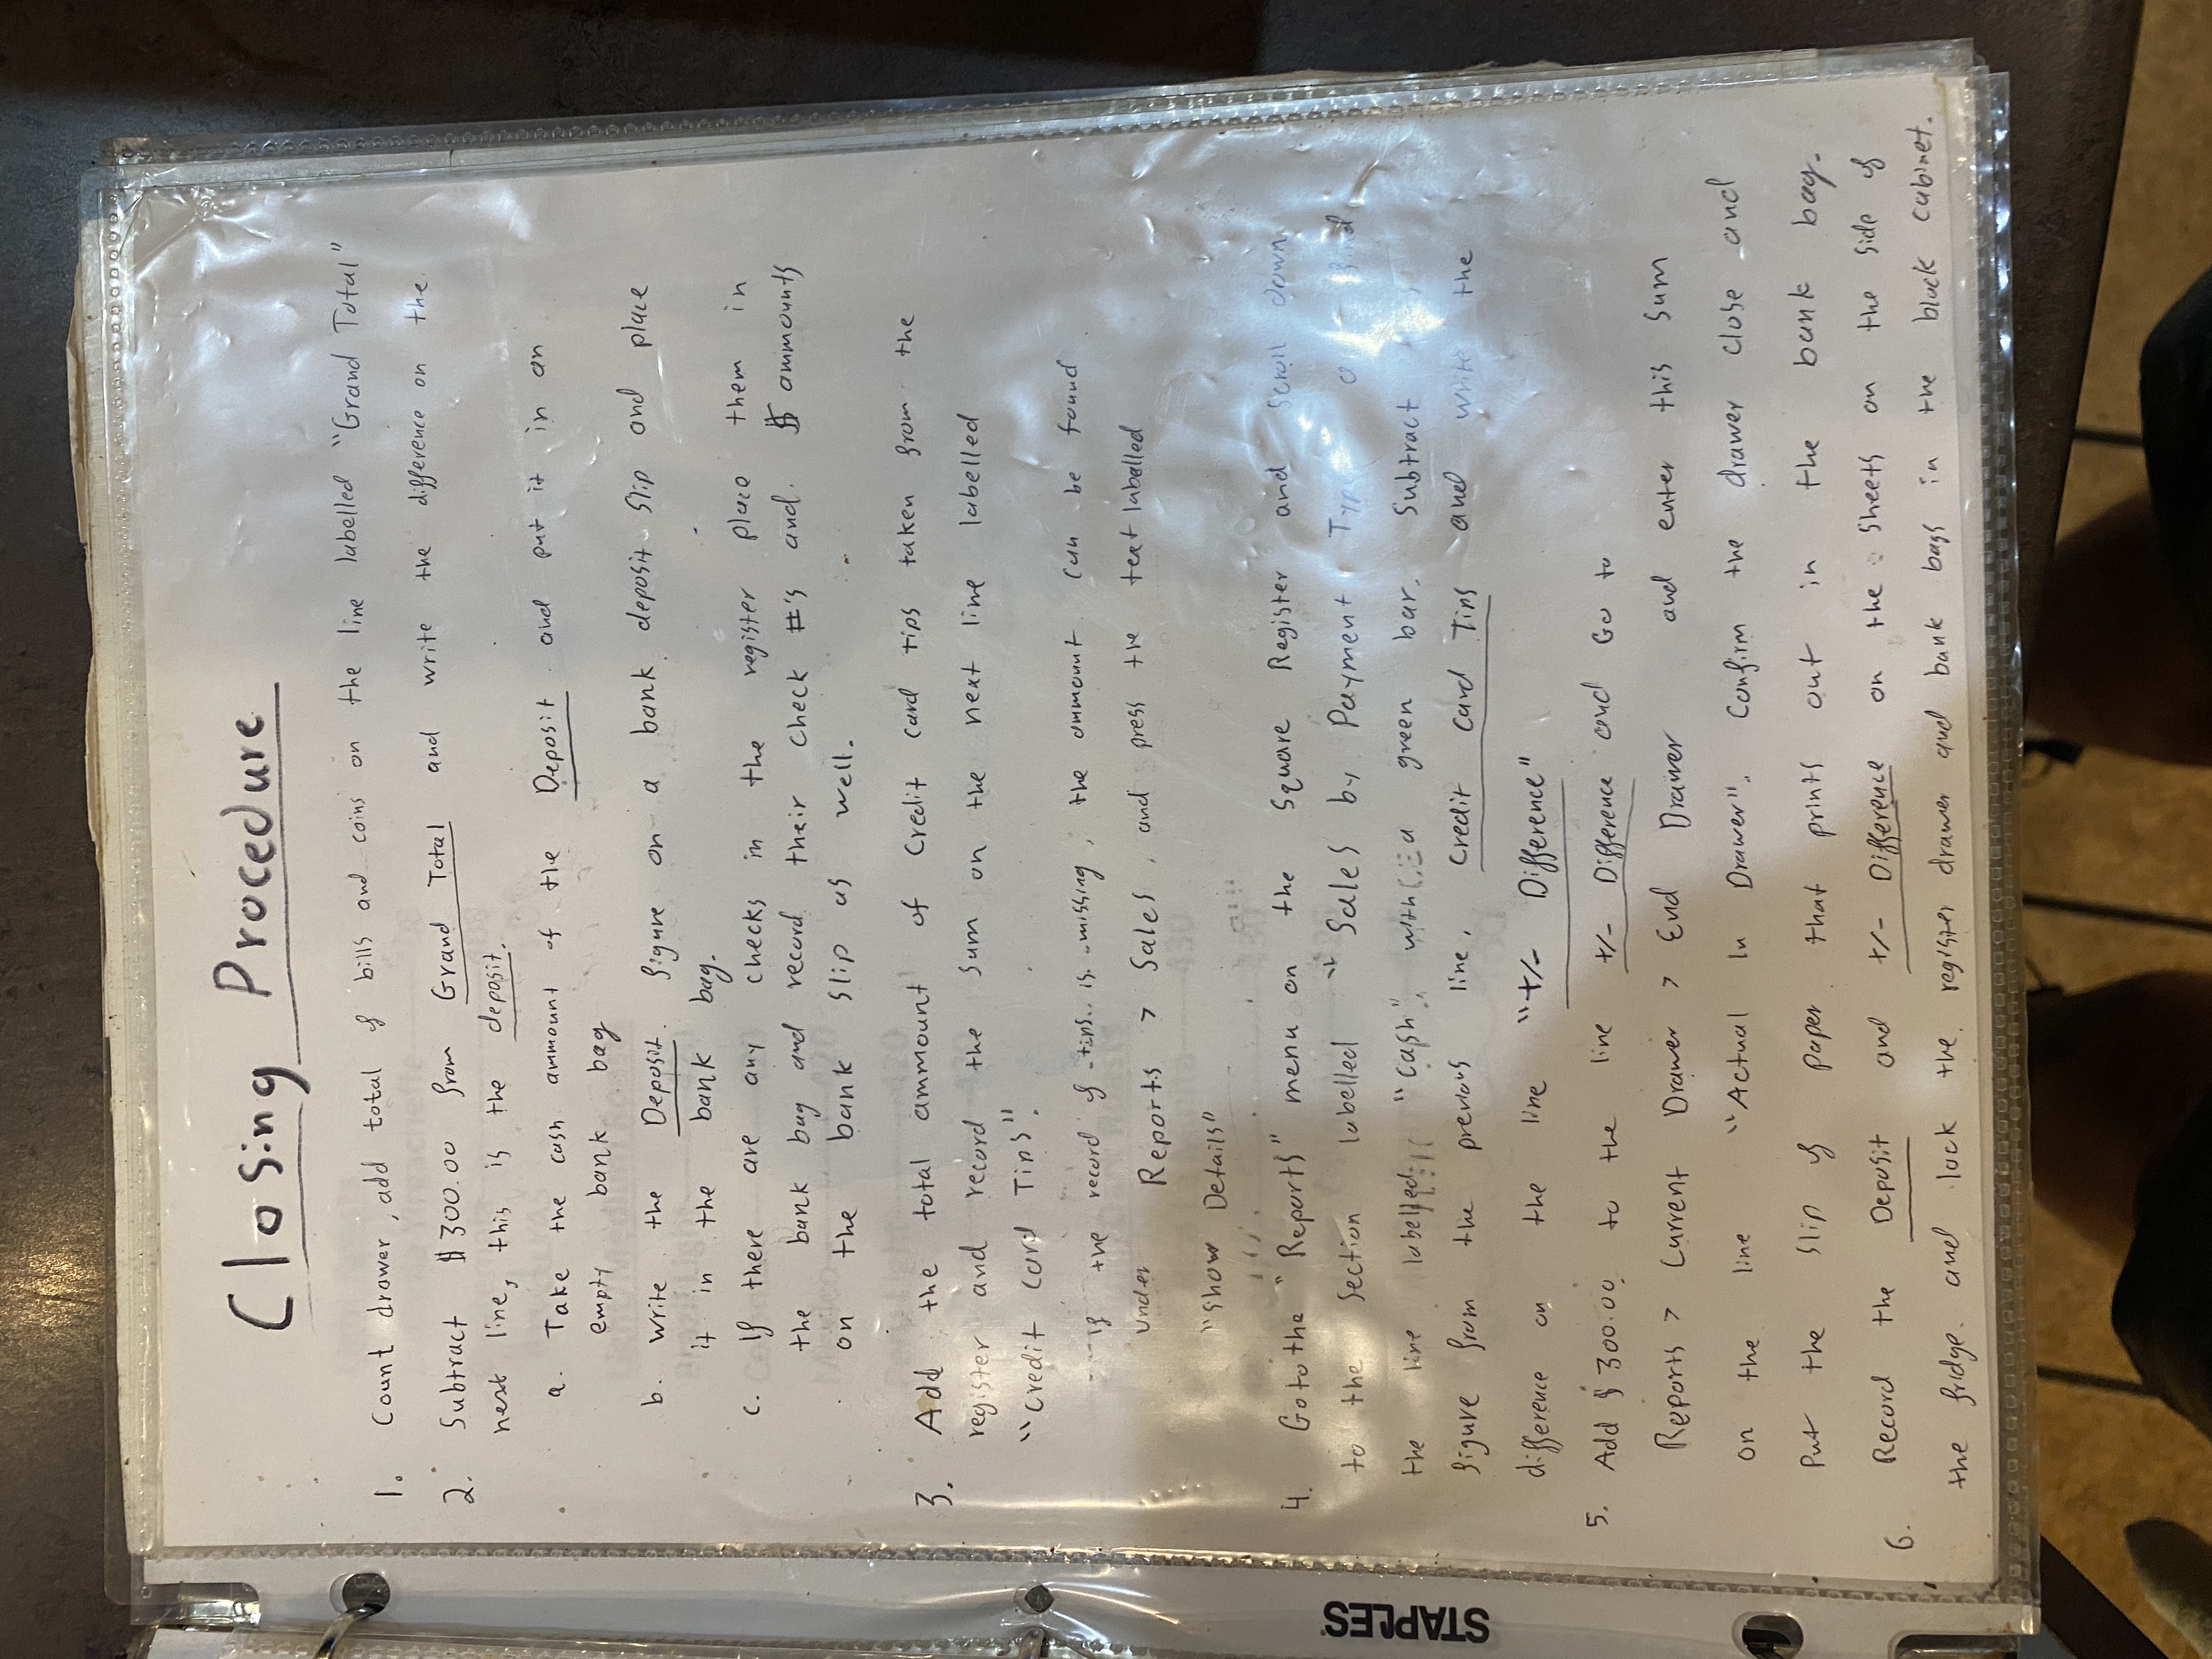 STAPLES
Closing Procedure
1. Count drawer, add total of bills and coins on the line labelled "Grand Total"
2. Subtract $300.00 from Grand Total and write the difference on the
next line, this is the deposit.
a. Take the cash ammount of the Deposit and put it in an
empty bank bag
b. write the Deposit figure on a bank deposit slip and place
it in the bank bag.
c. If there are any checks in the register place them in
the bank bag and record their check #'s and $ ammounts
on the bank slip as well.
3. Add the total ammount of Credit card tips taken from the
register and record the sum on the next line labelled
"Credit Card Tips".
If the record of tips is missing, the ammount can be found
under Reports > Sales, and press the text labelled
"Show Details"
4. Go to the "Reports" menu on the Square Register and scroll down
to the Section labelled "Sales by Payment Type" find
the line labelled "Cash" with a green bar. Subtract
figure from the previous line, Credit card Tips and write the
difference on the line "+/- Difference"
5. Add $300.00 to the line +/- Difference and Go to
Reports > Current Drawer > End Drawer and enter this sum
on the line "Actual In Drawer". Confirm the drawer close and
Put the slip of paper that prints out in the bank bag.
6. Record the Deposit and +/- Difference on the sheets on the side of
the fridge. and lock the register drawer and bank bags in the black cabinet.